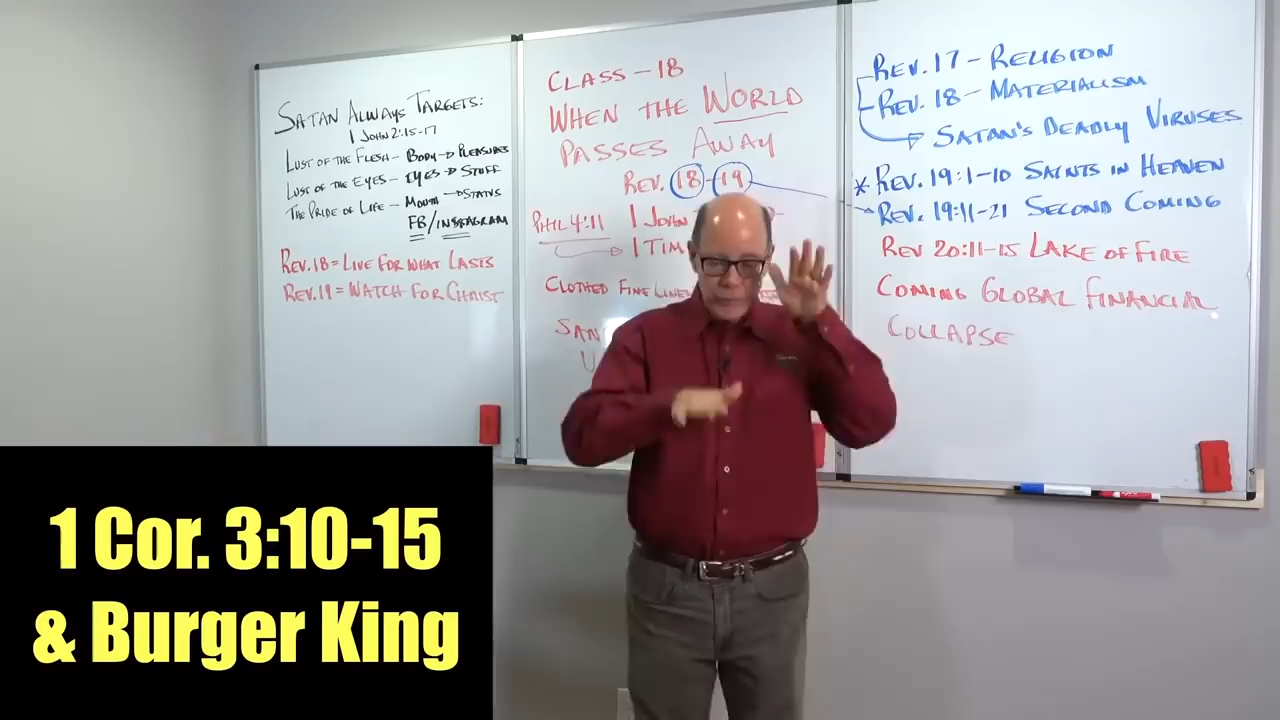 SATAN ALWAYS TARGETS:
1 JOHN 2:15-17
LUST OF THE FLESH - BODY → PLEASURES
LUST OF THE EYES - EYES → STUFF
THE PRIDE OF LIFE - MOUTH → STATUS
FB/INSTAGRAM
REV. 18 = LIVE FOR WHAT LASTS
REV. 19 = WATCH FOR CHRIST
CLASS - 18
WHEN THE WORLD
PASSES AWAY
REV. 18-19
PHIL 4:11 1 JOHN
→ 1 TIM
CLOTHED FINE LINEN
REV. 17 - RELIGION
REV. 18 - MATERIALISM
→ SATAN'S DEADLY VIRUSES
* REV. 19:1-10 SAINTS IN HEAVEN
REV. 19:11-21 SECOND COMING
REV 20:11-15 LAKE OF FIRE
COMING GLOBAL FINANCIAL
COLLAPSE
1 Cor. 3:10-15
& Burger King